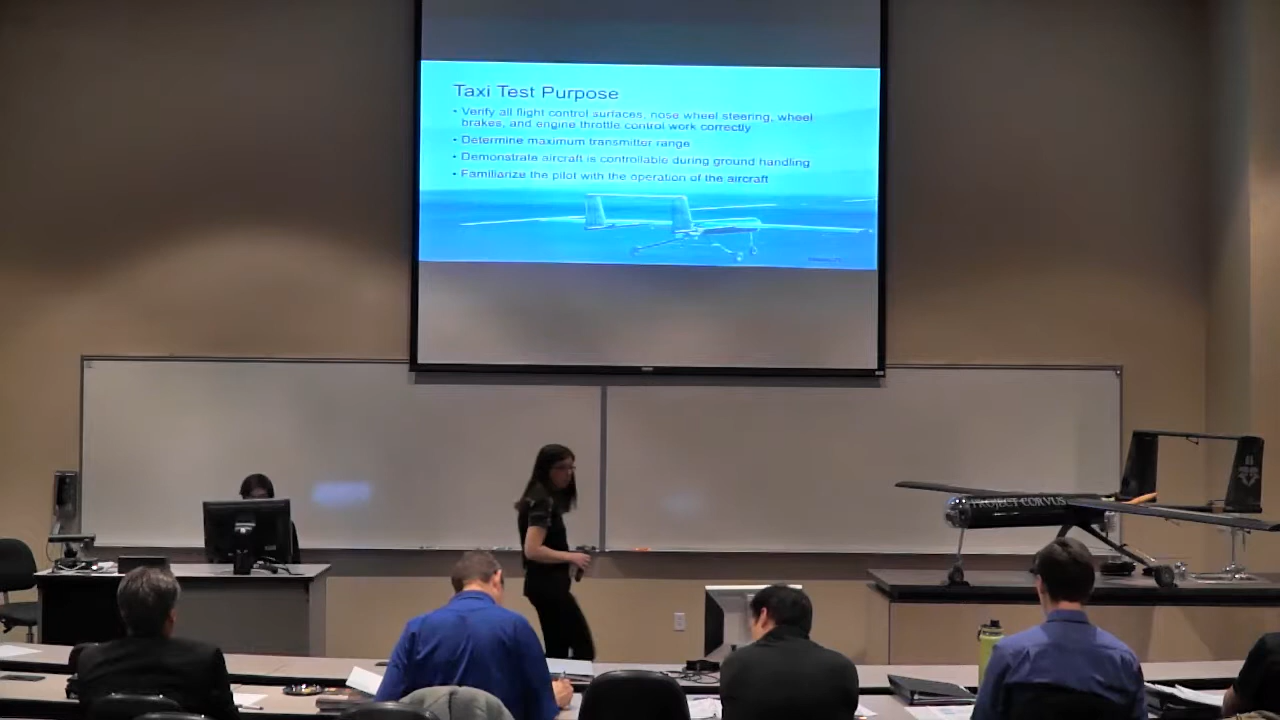 Taxi Test Purpose
• Verify all flight control surfaces, nose wheel steering, wheel
brakes, and engine throttle control work correctly
• Determine maximum transmitter range
• Demonstrate aircraft is controllable during ground handling
• Familiarize the pilot with the operation of the aircraft
PROJECT CORVUS